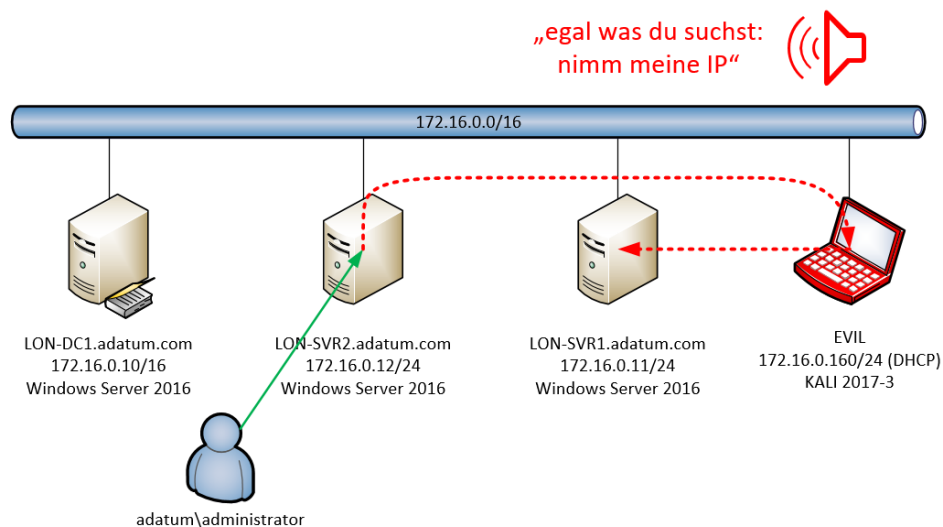 „egal was du suchst:
nimm meine IP“
172.16.0.0/16
LON-DC1.adatum.com
172.16.0.10/16
Windows Server 2016
LON-SVR2.adatum.com
172.16.0.12/24
Windows Server 2016
LON-SVR1.adatum.com
172.16.0.11/24
Windows Server 2016
EVIL
172.16.0.160/24 (DHCP)
KALI 2017-3
adatum\administrator